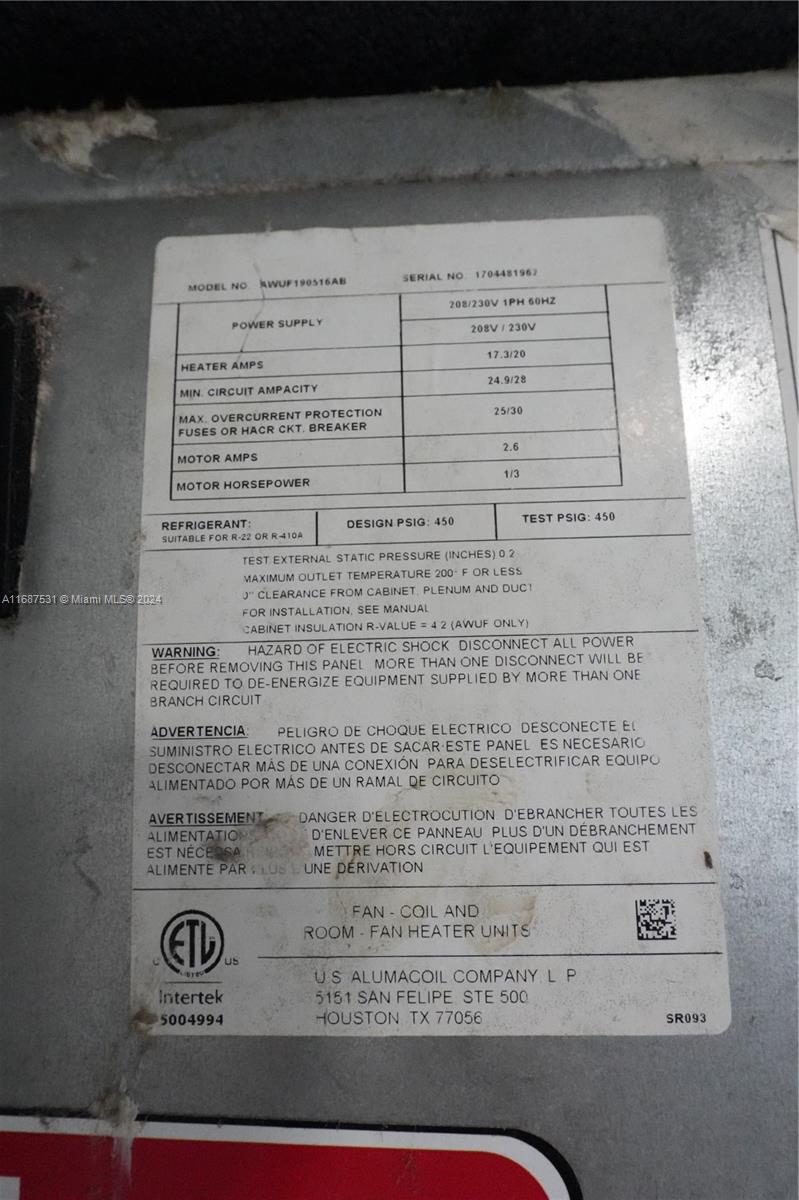 MODEL NO. AWUF190516AB SERIAL NO. 1704481967
POWER SUPPLY
208/230V 1PH 60HZ
208V / 230V
HEATER AMPS 17.3/20
MIN. CIRCUIT AMPACITY 24.9/28
MAX. OVERCURRENT PROTECTION
FUSES OR HACR CKT. BREAKER
25/30
MOTOR AMPS 2.6
MOTOR HORSEPOWER 1/3
REFRIGERANT:
SUITABLE FOR R-22 OR R-410A
DESIGN PSIG: 450
TEST PSIG: 450
TEST EXTERNAL STATIC PRESSURE (INCHES) 0.2
MAXIMUM OUTLET TEMPERATURE 200° F OR LESS
0" CLEARANCE FROM CABINET, PLENUM AND DUCT
A11687531 © Miami MLS® 2024
FOR INSTALLATION, SEE MANUAL
CABINET INSULATION R-VALUE = 4.2 (AWUF ONLY)
WARNING: HAZARD OF ELECTRIC SHOCK DISCONNECT ALL POWER
BEFORE REMOVING THIS PANEL MORE THAN ONE DISCONNECT WILL BE
REQUIRED TO DE-ENERGIZE EQUIPMENT SUPPLIED BY MORE THAN ONE
BRANCH CIRCUIT
ADVERTENCIA: PELIGRO DE CHOQUE ELECTRICO DESCONECTE EL
SUMINISTRO ELECTRICO ANTES DE SACAR ESTE PANEL ES NECESARIO
DESCONECTAR MÁS DE UNA CONEXIÓN PARA DESELECTRIFICAR EQUIPO
ALIMENTADO POR MÁS DE UN RAMAL DE CIRCUITO
AVERTISSEMENT DANGER D'ELECTROCUTION D'EBRANCHER TOUTES LES
ALIMENTATION D'ENLEVER CE PANNEAU PLUS D'UN DÉBRANCHEMENT
EST METTRE HORS CIRCUIT L'EQUIPEMENT QUI EST
ALIMENTE PAR PLUS UNE DÉRIVATION
FAN - COIL AND
ROOM - FAN HEATER UNITS
ETL
LISTED
C US
Intertek
5004994
U.S. ALUMACOIL COMPANY L P
5151 SAN FELIPE STE 500
HOUSTON TX 77056
SR093